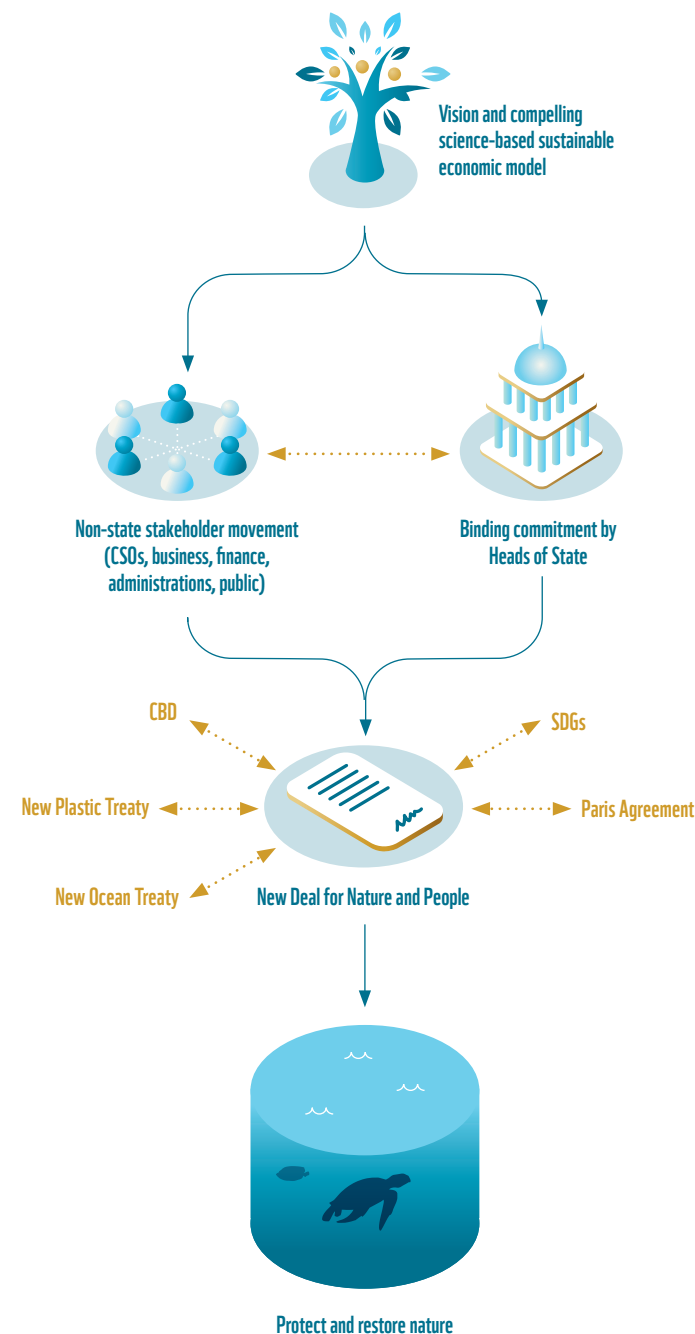 Vision and compelling
science-based sustainable
economic model
Non-state stakeholder movement
(CSOs, business, finance,
administrations, public)
Binding commitment by
Heads of State
CBD
SDGs
New Plastic Treaty
Paris Agreement
New Ocean Treaty
New Deal for Nature and People
Protect and restore nature